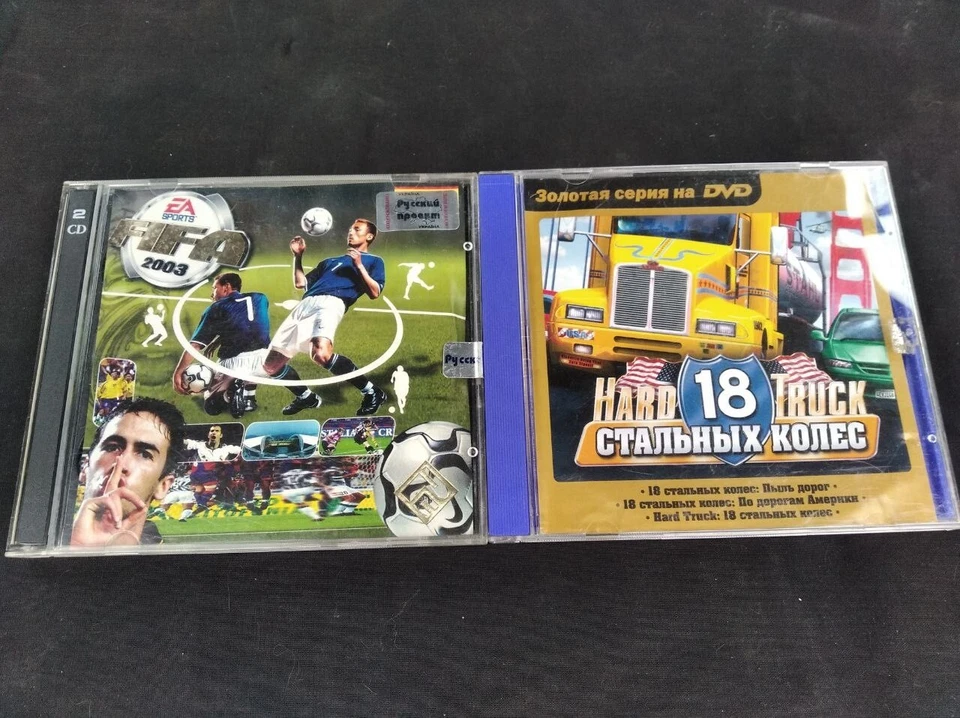 2
CD
EA
SPORTS
FIFA
2003
Русский
проект
7
7
Русск
Золотая серия на DVD
HARD 18 TRUCK
СТАЛЬНЫХ КОЛЕС
• 18 стальных колес: Пыль дорог •
• 18 стальных колес: По дорогам Америки •
• Hard Truck: 18 стальных колес •